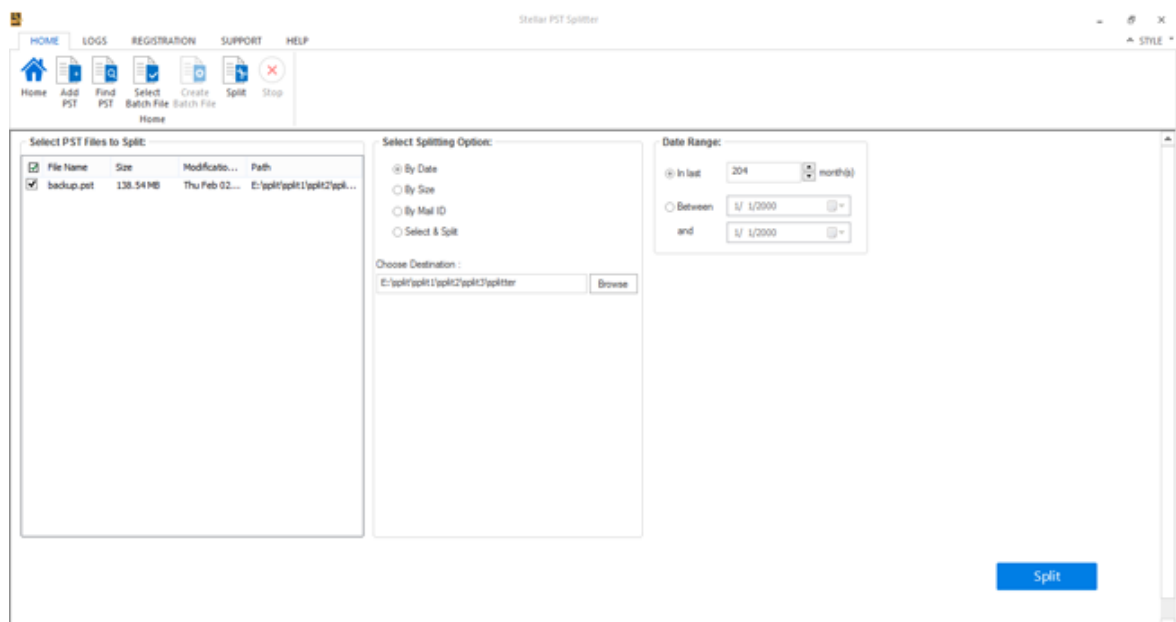 Stellar PST Splitter
HOME LOGS REGISTRATION SUPPORT HELP
STYLE
Home Add PST Find PST Select Batch File Create Batch File Split Stop
Home
Select PST Files to Split:
File Name Size Modificatio... Path
backup.pst 138.54 MB Thu Feb 02... E:\split\split1\split2\spli...
Select Splitting Option:
By Date
By Size
By Mail ID
Select & Split
Choose Destination :
E:\split\split1\split2\split3\splitter Browse
Date Range:
In last 204 month(s)
Between 1/ 1/2000
and 1/ 1/2000
Split